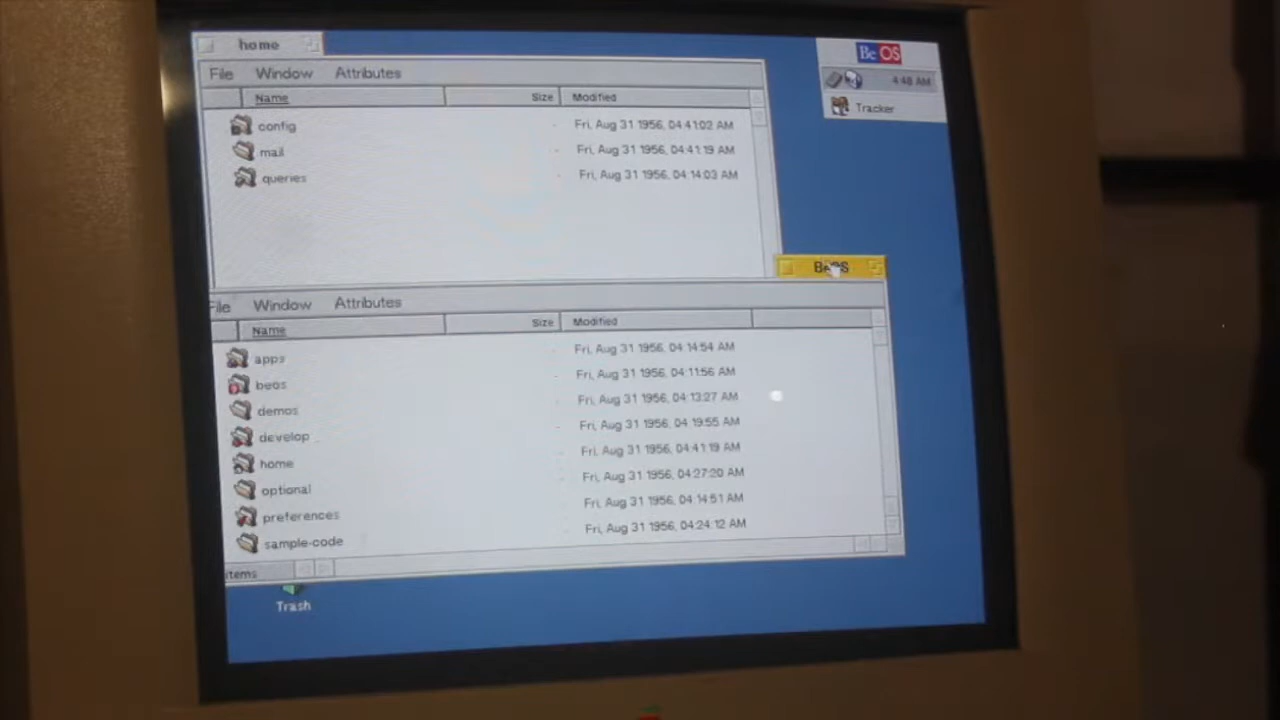 home
File Window Attributes
Name Size Modified
config Fri, Aug 31 1956, 04:41:02 AM
mail Fri, Aug 31 1956, 04:41:19 AM
queries Fri, Aug 31 1956, 04:14:03 AM
Be OS
4:48 AM
Tracker
BeOS
File Window Attributes
Name Size Modified
apps Fri, Aug 31 1956, 04:14:54 AM
beos Fri, Aug 31 1956, 04:11:56 AM
demos Fri, Aug 31 1956, 04:13:27 AM
develop Fri, Aug 31 1956, 04:19:55 AM
home Fri, Aug 31 1956, 04:41:19 AM
optional Fri, Aug 31 1956, 04:27:20 AM
preferences Fri, Aug 31 1956, 04:14:51 AM
sample-code Fri, Aug 31 1956, 04:24:12 AM
items
Trash